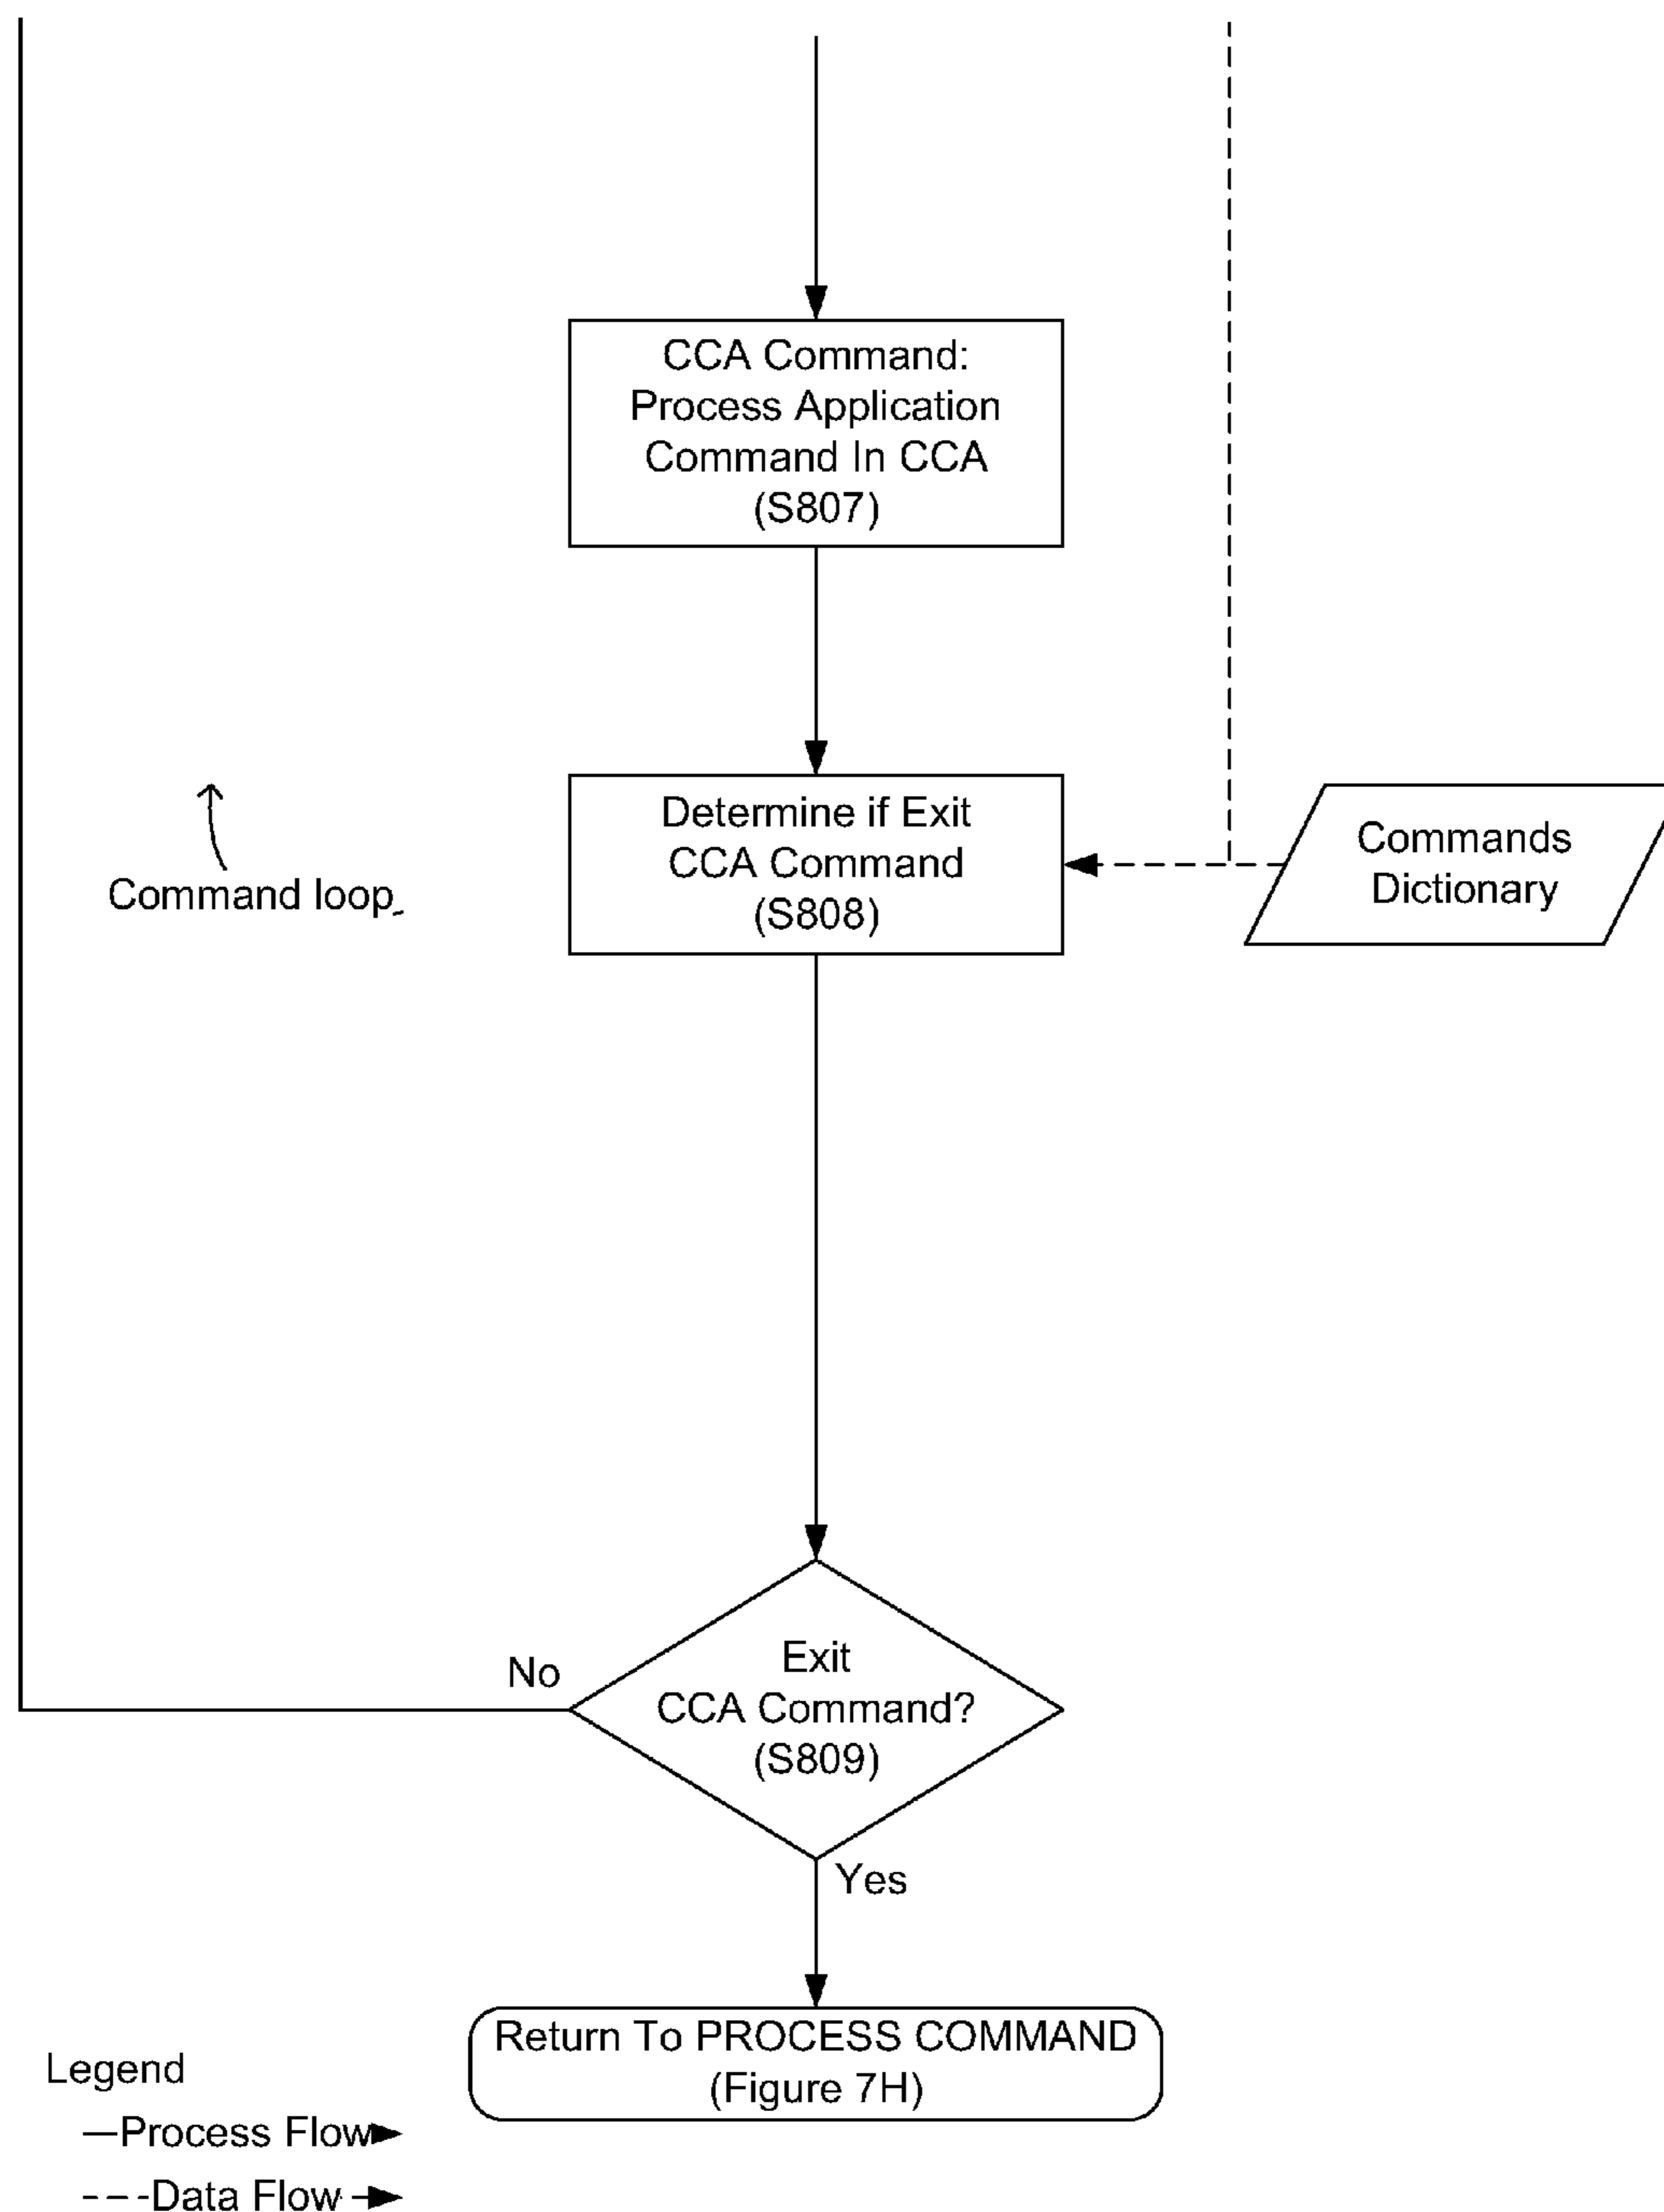 CCA Command:
Process Application
Command In CCA
(S807)
Determine if Exit
CCA Command
(S808)
Commands
Dictionary
Command loop
No
Exit
CCA Command?
(S809)
Yes
Return To PROCESS COMMAND
(Figure 7H)
Legend
Process Flow
Data Flow